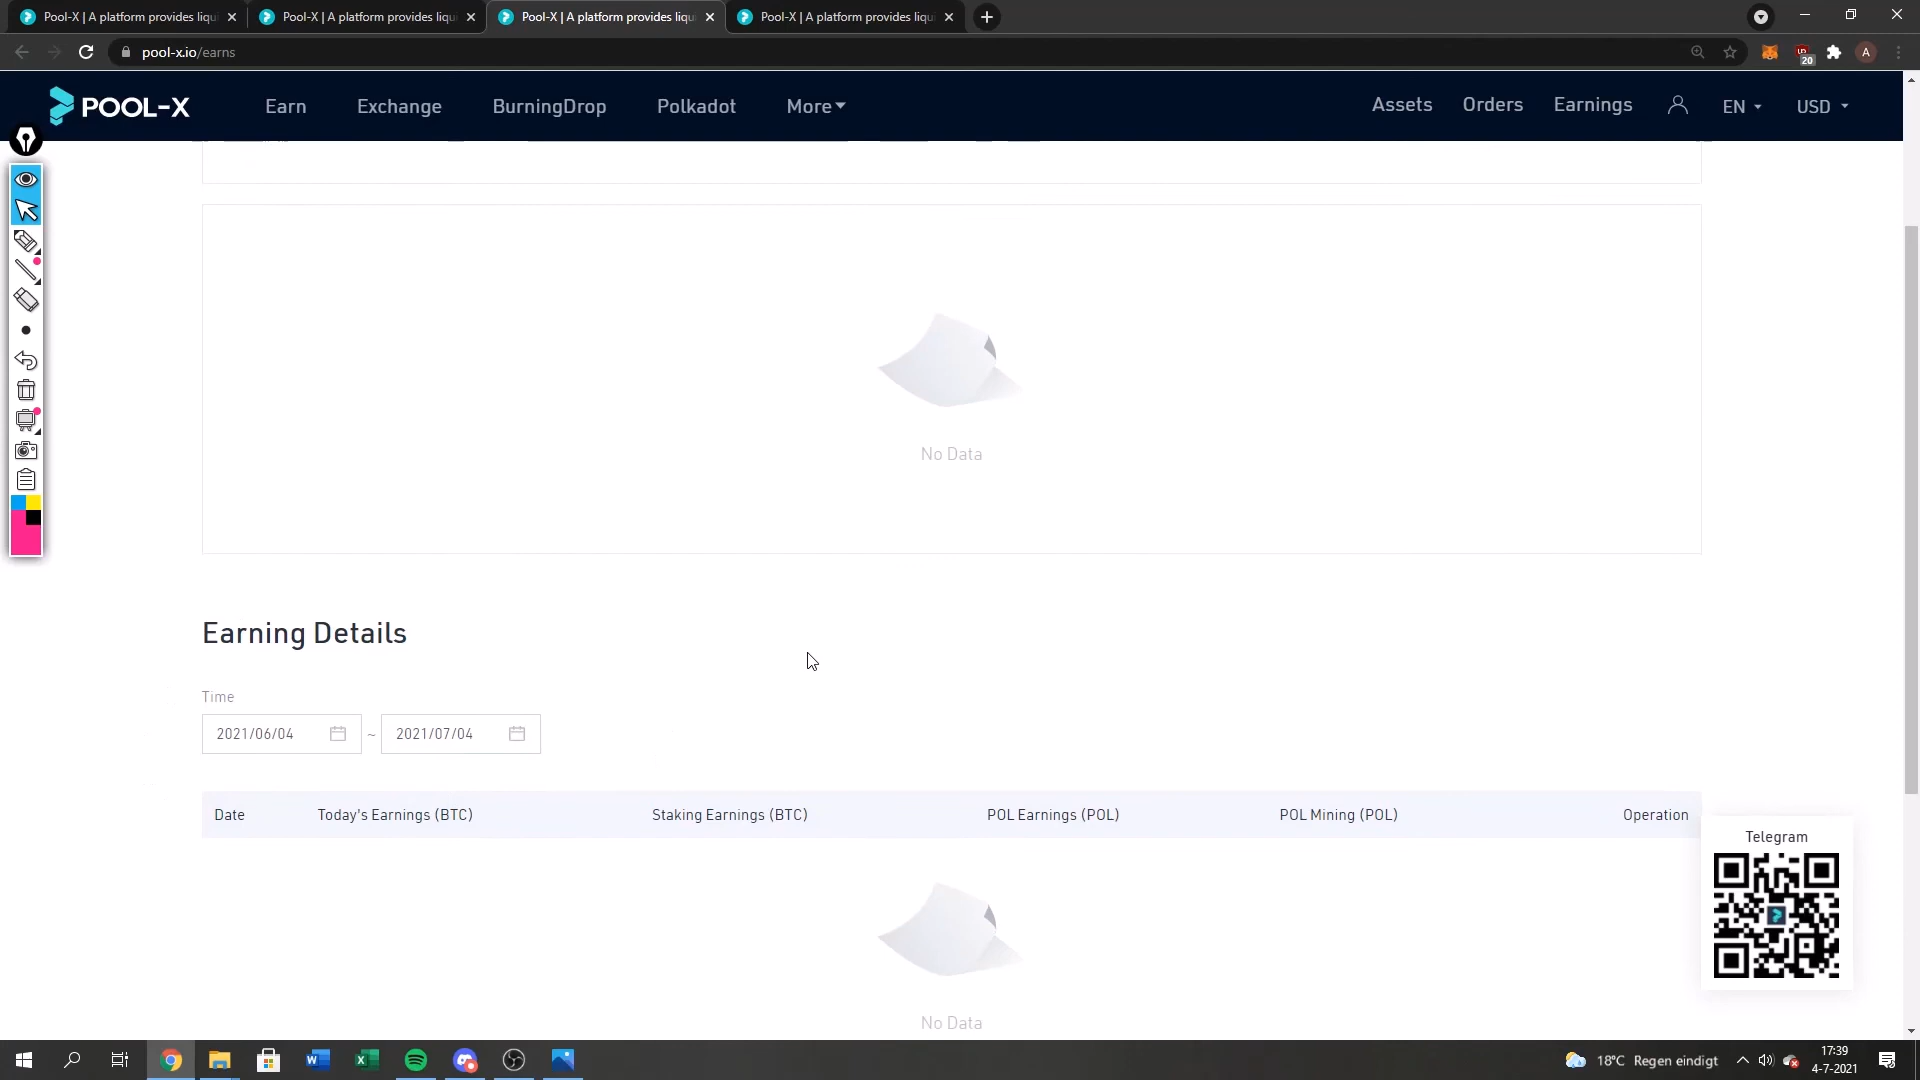 Pool-X | A platform provides liqu
Pool-X | A platform provides liqu
Pool-X | A platform provides liqu
Pool-X | A platform provides liqu
pool-x.io/earns
20
A
POOL-X
Earn
Exchange
BurningDrop
Polkadot
More
Assets
Orders
Earnings
EN
USD
No Data
Earning Details
Time
2021/06/04 ~ 2021/07/04
Date
Today's Earnings (BTC)
Staking Earnings (BTC)
POL Earnings (POL)
POL Mining (POL)
Operation
Telegram
No Data
18°C Regen eindigt
17:39
4-7-2021